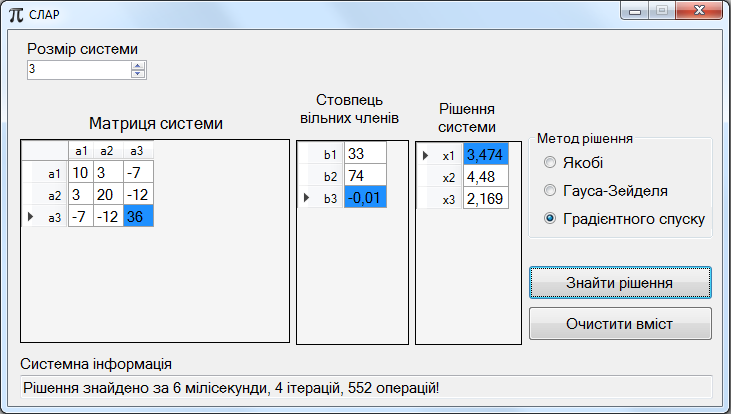 СЛАР
Розмір системи
3
Матриця системи
a1 a2 a3
a1 10 3 -7
a2 3 20 -12
a3 -7 -12 36
Стовпець
вільних членів
b1 33
b2 74
b3 -0,01
Рішення
системи
x1 3,474
x2 4,48
x3 2,169
Метод рішення
Якобі
Гауса-Зейделя
Градієнтного спуску
Знайти рішення
Очистити вміст
Системна інформація
Рішення знайдено за 6 мілісекунди, 4 ітерацій, 552 операцій!